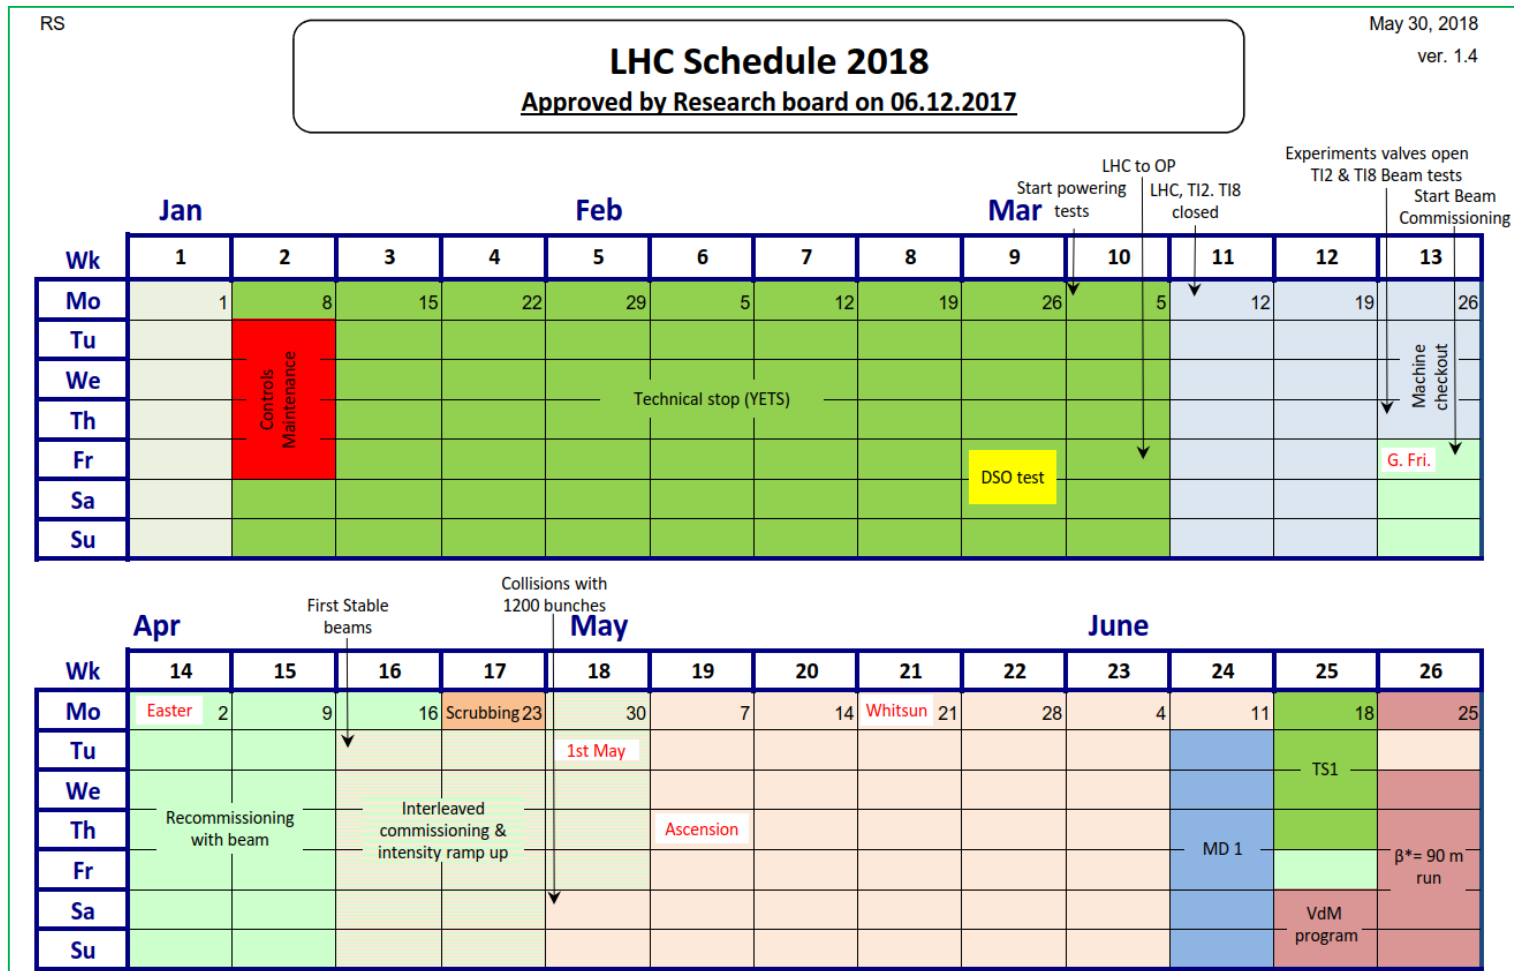 RS
May 30, 2018
ver. 1.4
LHC Schedule 2018
Approved by Research board on 06.12.2017
Experiments valves open
TI2 & TI8 Beam tests
LHC to OP
Start powering
tests
LHC, TI2. TI8
closed
Start Beam
Commissioning
Jan Feb Mar
Wk 1 2 3 4 5 6 7 8 9 10 11 12 13
Mo 1 8 15 22 29 5 12 19 26 5 12 19 26
Tu
We
Th
Fr
Sa
Su
Controls
Maintenance
Technical stop (YETS)
DSO test
Machine
checkout
G. Fri.
First Stable
beams
Collisions with
1200 bunches
Apr May June
Wk 14 15 16 17 18 19 20 21 22 23 24 25 26
Mo Easter 2 9 16 Scrubbing 23 30 7 14 Whitsun 21 28 4 11 18 25
Tu 1st May
We
Th Ascension
Fr
Sa
Su
Recommissioning
with beam
Interleaved
commissioning &
intensity ramp up
MD 1
TS1
VdM
program
β*= 90 m
run